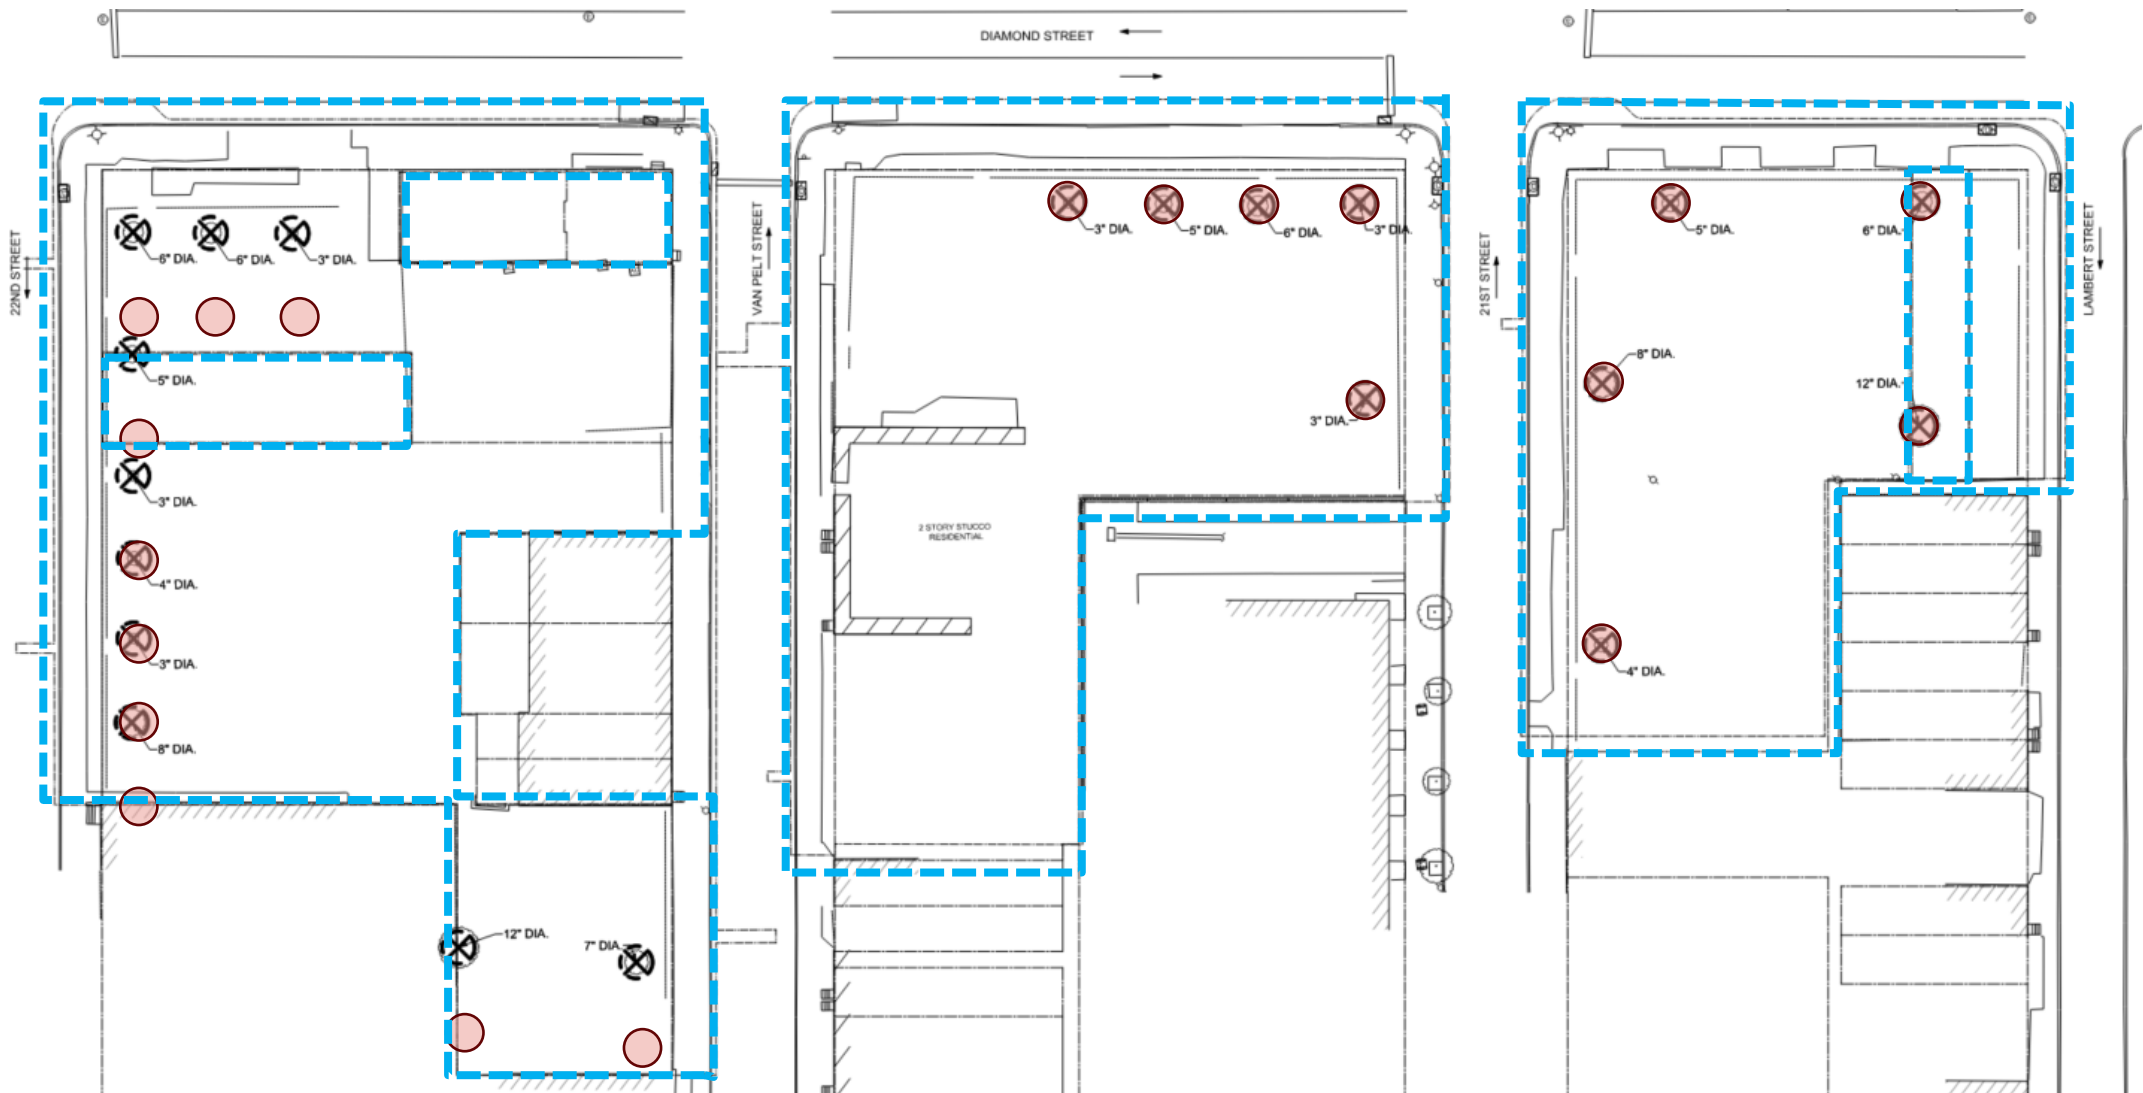 DIAMOND STREET
22ND STREET
VAN PELT STREET
21ST STREET
LAMBERT STREET
6" DIA.
6" DIA.
3" DIA.
5" DIA.
3" DIA.
4" DIA.
3" DIA.
8" DIA.
12" DIA.
7" DIA.
3" DIA.
5" DIA.
6" DIA.
3" DIA.
3" DIA.
2 STORY STUCCO
RESIDENTIAL
5" DIA.
6" DIA.
8" DIA.
12" DIA.
4" DIA.